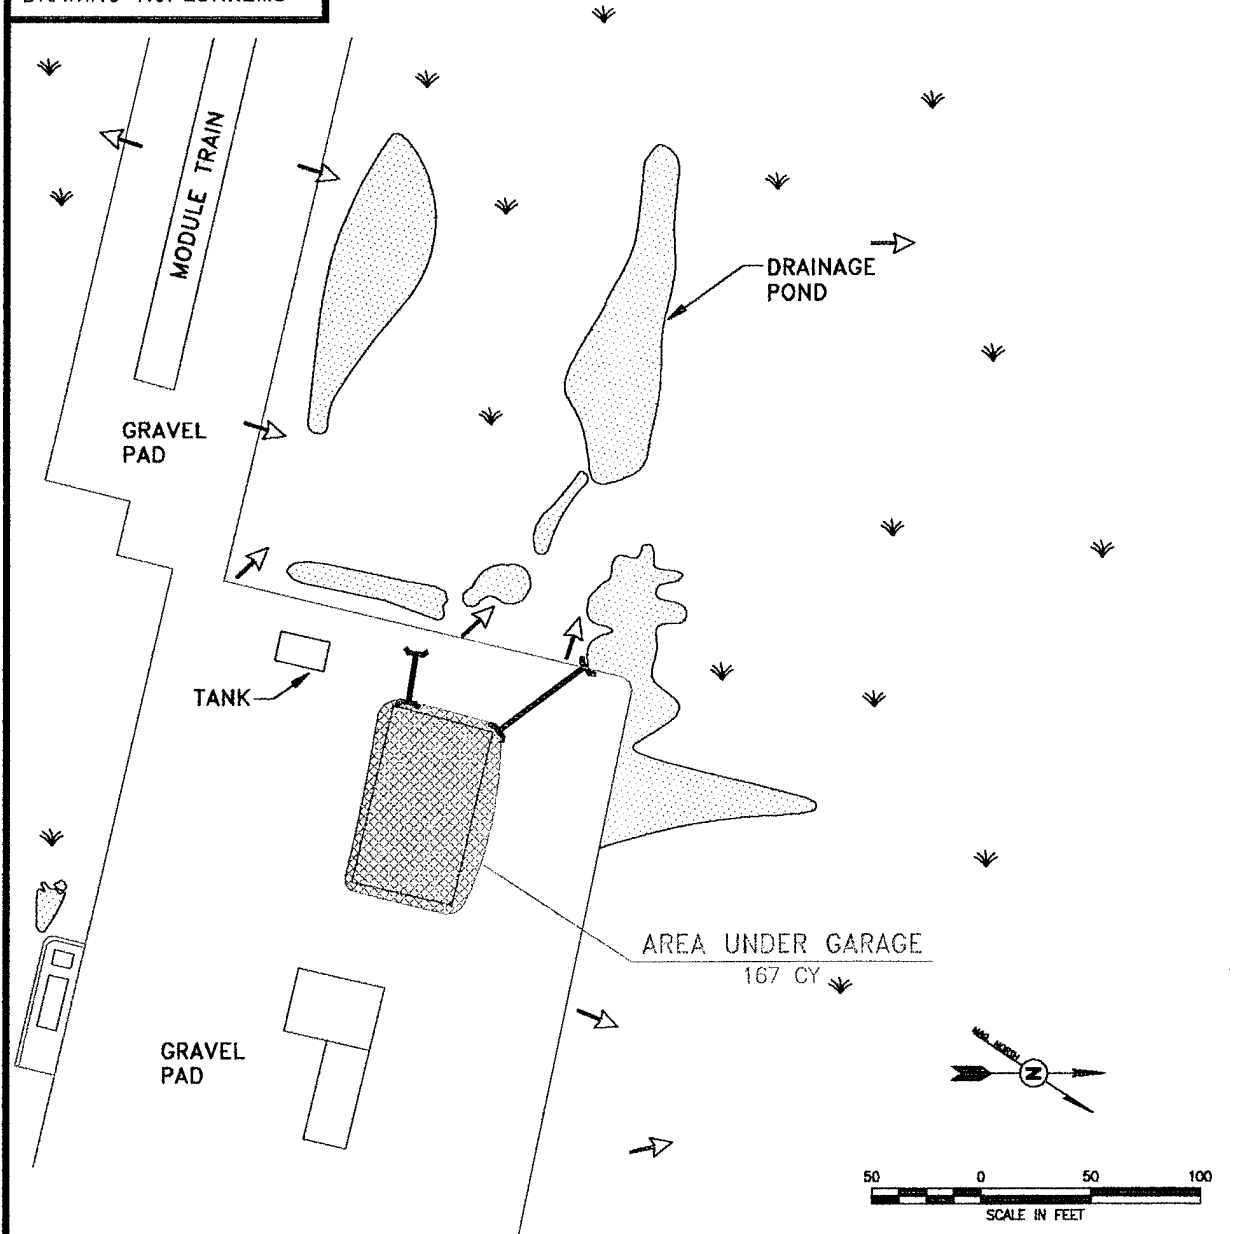 MODULE TRAIN
DRAINAGE
POND
GRAVEL
PAD
TANK
AREA UNDER GARAGE
167 CY
GRAVEL
PAD
MAG NORTH
N
50 0 50 100
SCALE IN FEET